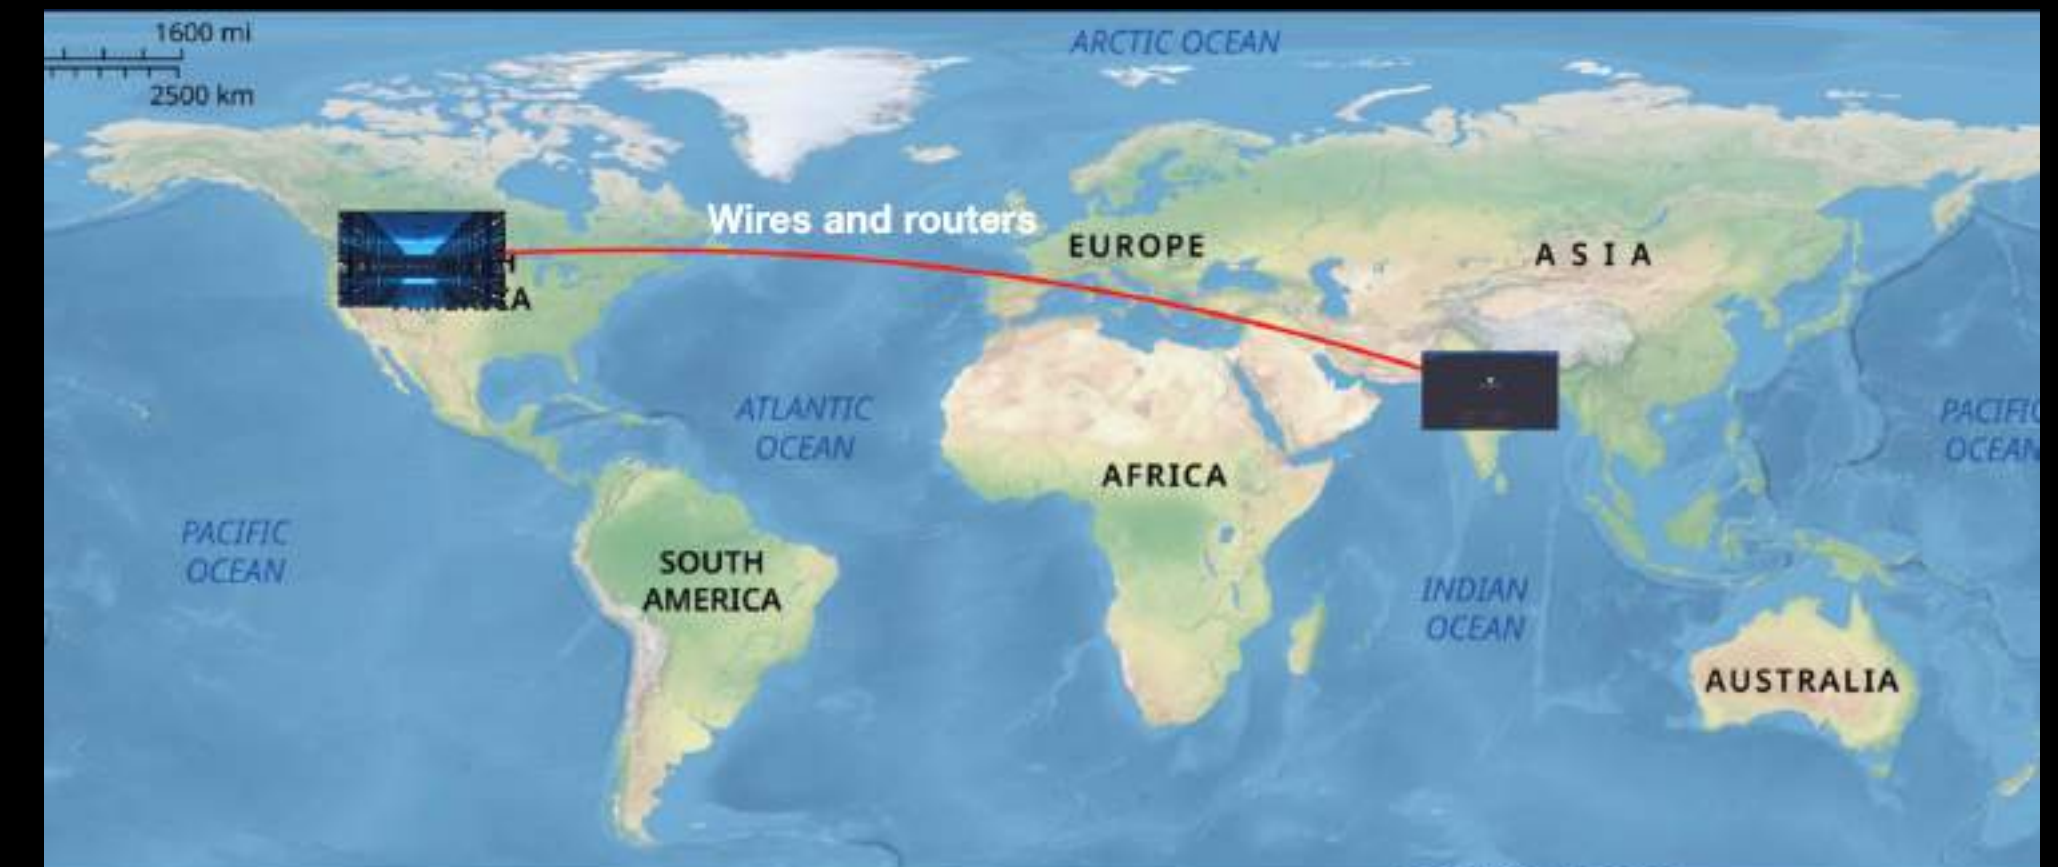 1600 mi
2500 km
ARCTIC OCEAN
Wires and routers
EUROPE
ASIA
ATLANTIC
OCEAN
AFRICA
PACIFIC
OCEAN
PACIFIC
OCEAN
SOUTH
AMERICA
INDIAN
OCEAN
AUSTRALIA